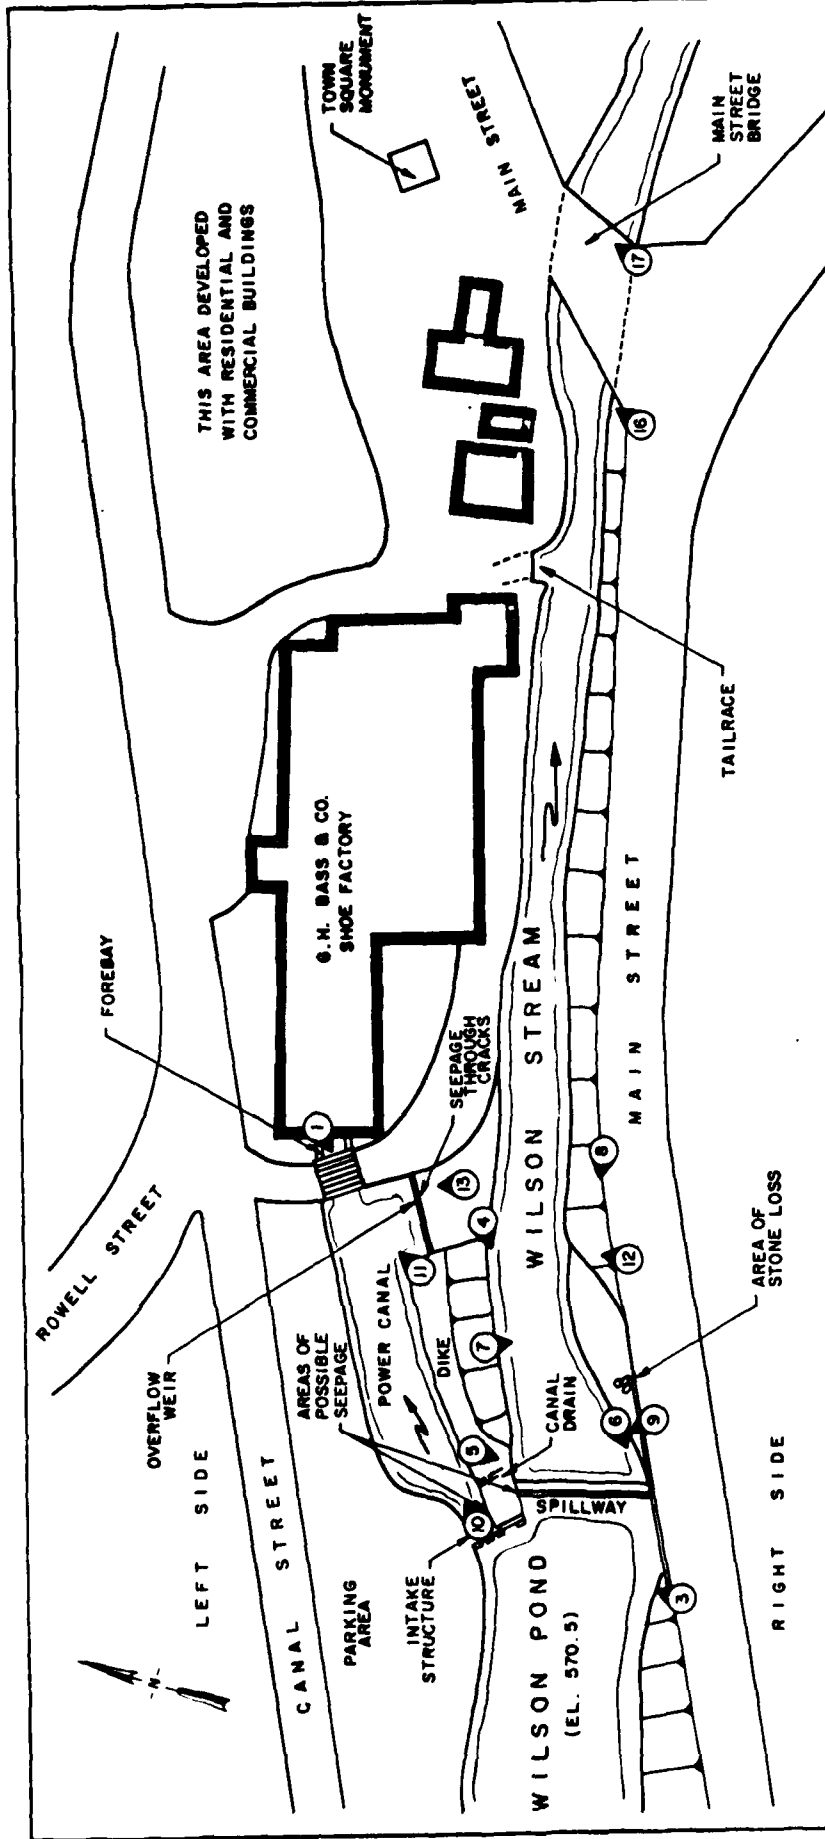 TOWN
SQUARE
MONUMENT
MAIN STREET
MAIN
STREET
BRIDGE
THIS AREA DEVELOPED
WITH RESIDENTIAL AND
COMMERCIAL BUILDINGS
17
16
TAILRACE
G.H. BASS & CO.
SHOE FACTORY
FOREBAY
1
SEEPAGE
THROUGH
CRACKS
WILSON STREAM
MAIN STREET
ROWELL STREET
OVERFLOW
WEIR
13
4
11
8
12
AREA OF
STONE LOSS
POWER CANAL
AREAS OF
POSSIBLE
SEEPAGE
DIKE
7
CANAL
DRAIN
5
6
9
10
SPILLWAY
LEFT SIDE
CANAL STREET
PARKING
AREA
INTAKE
STRUCTURE
WILSON POND
(EL. 570.5)
3
RIGHT SIDE
N